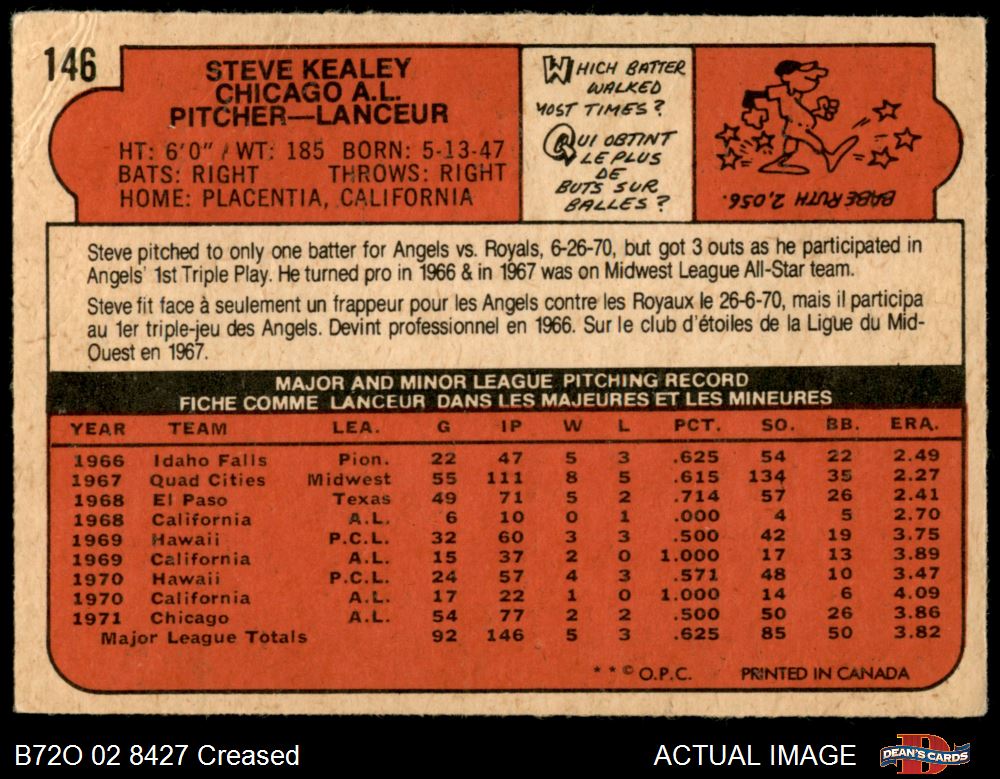 146
STEVE KEALEY
CHICAGO A.L.
PITCHER—LANCEUR
HT: 6'0" / WT: 185 BORN: 5-13-47
BATS: RIGHT THROWS: RIGHT
HOME: PLACENTIA, CALIFORNIA
WHICH BATTER
WALKED
MOST TIMES?
QUI OBTINT
LE PLUS
DE
BUTS SUR
BALLES?
BABE RUTH 2,056.
Steve pitched to only one batter for Angels vs. Royals, 6-26-70, but got 3 outs as he participated in
Angels' 1st Triple Play. He turned pro in 1966 & in 1967 was on Midwest League All-Star team.
Steve fit face à seulement un frappeur pour les Angels contre les Royaux le 26-6-70, mais il participa
au 1er triple-jeu des Angels. Devint professionnel en 1966. Sur le club d'étoiles de la Ligue du Mid-
Ouest en 1967.
MAJOR AND MINOR LEAGUE PITCHING RECORD
FICHE COMME LANCEUR DANS LES MAJEURES ET LES MINEURES
YEAR TEAM LEA. G IP W L PCT. SO. BB. ERA.
1966 Idaho Falls Pion. 22 47 5 3 .625 54 22 2.49
1967 Quad Cities Midwest 55 111 8 5 .615 134 35 2.27
1968 El Paso Texas 49 71 5 2 .714 57 26 2.41
1968 California A.L. 6 10 0 1 .000 4 5 2.70
1969 Hawaii P.C.L. 32 60 3 3 .500 42 19 3.75
1969 California A.L. 15 37 2 0 1.000 17 13 3.89
1970 Hawaii P.C.L. 24 57 4 3 .571 48 10 3.47
1970 California A.L. 17 22 1 0 1.000 14 6 4.09
1971 Chicago A.L. 54 77 2 2 .500 50 26 3.86
Major League Totals 92 146 5 3 .625 85 50 3.82
* * © O.P.C. PRINTED IN CANADA
B72O 02 8427 Creased
ACTUAL IMAGE
DEAN'S CARDS